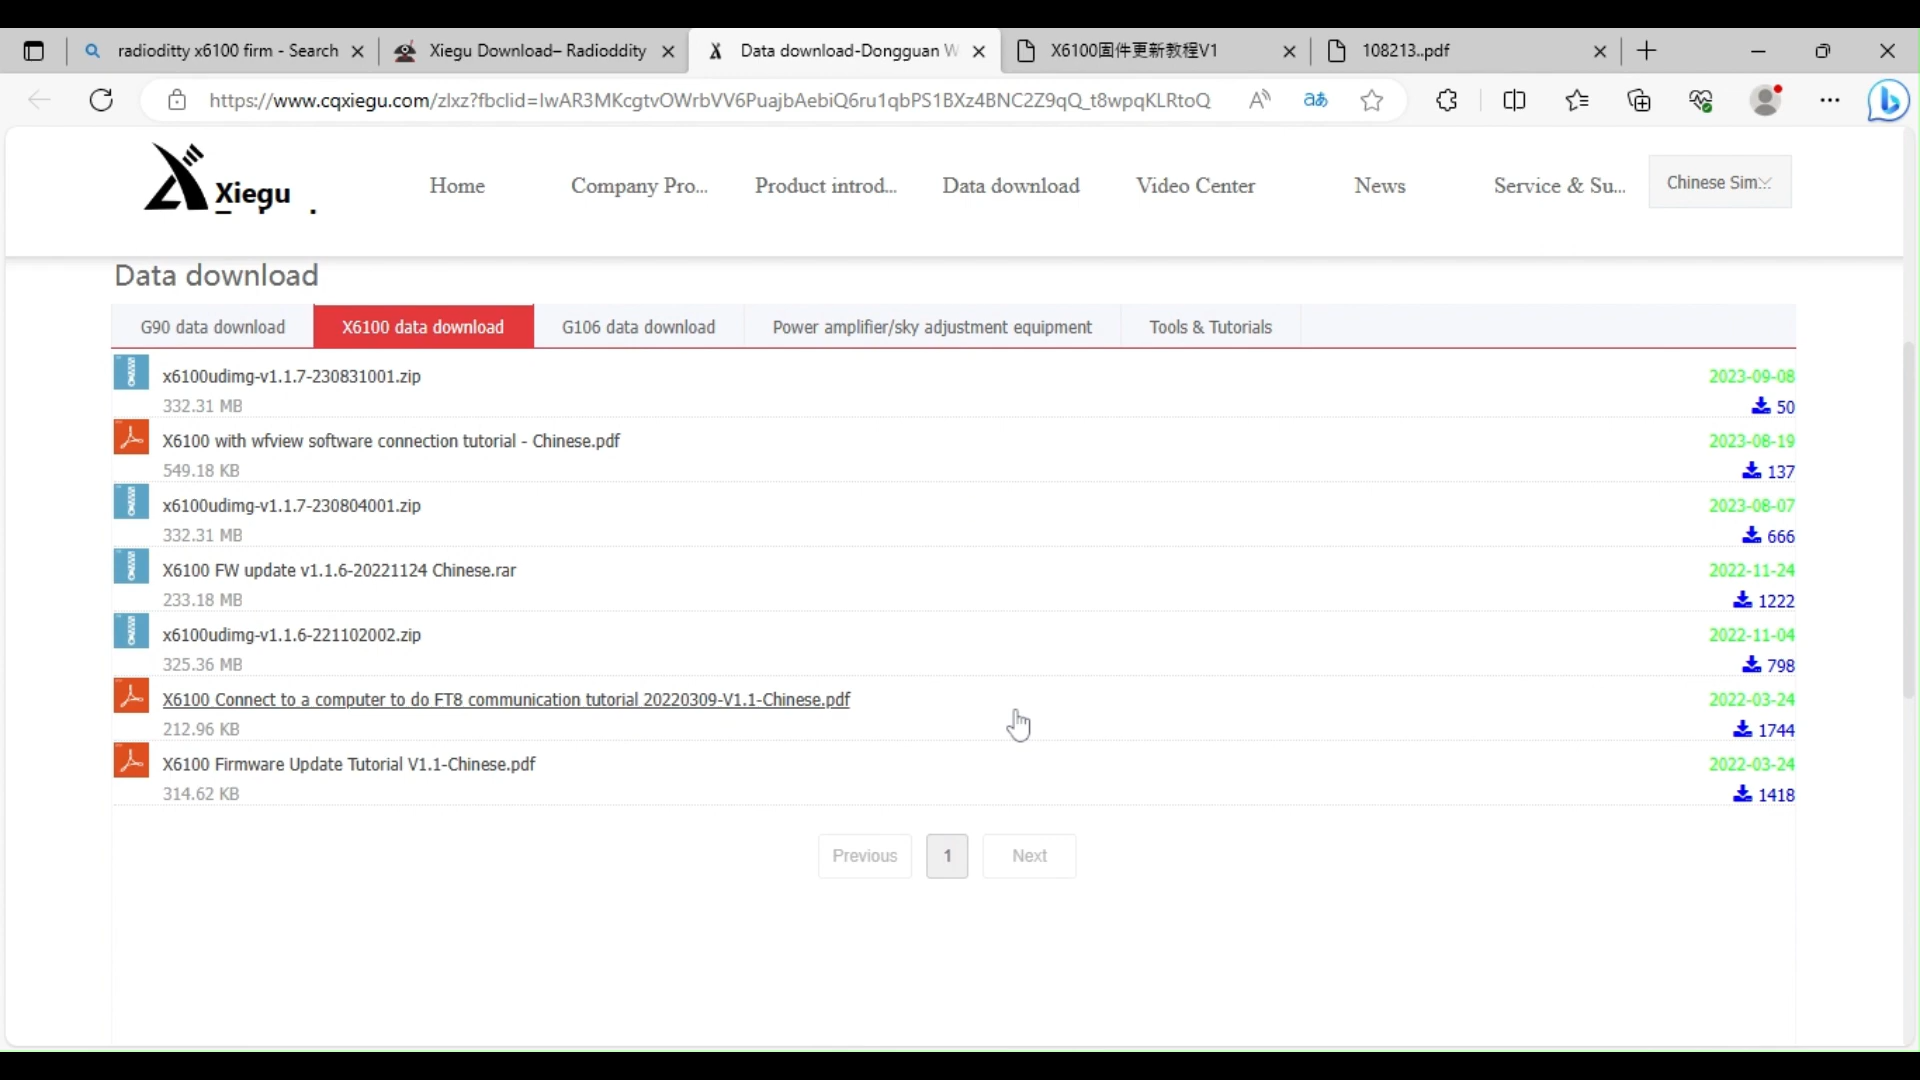 radioditty x6100 firm - Search
Xiegu Download– Radioddity
Data download-Dongguan W
X6100固件更新教程V1
108213..pdf
https://www.cqxiegu.com/zlxz?fbclid=IwAR3MKcgtvOWrbVV6PuajbAebiQ6ru1qbPS1BXz4BNC2Z9qQ_t8wpqKLRtoQ
Xiegu
Home
Company Pro...
Product introd...
Data download
Video Center
News
Service & Su...
Chinese Sim...
Data download
G90 data download
X6100 data download
G106 data download
Power amplifier/sky adjustment equipment
Tools & Tutorials
x6100udimg-v1.1.7-230831001.zip
2023-09-08
332.31 MB
50
X6100 with wfview software connection tutorial - Chinese.pdf
2023-08-19
549.18 KB
137
x6100udimg-v1.1.7-230804001.zip
2023-08-07
332.31 MB
666
X6100 FW update v1.1.6-20221124 Chinese.rar
2022-11-24
233.18 MB
1222
x6100udimg-v1.1.6-221102002.zip
2022-11-04
325.36 MB
798
X6100 Connect to a computer to do FT8 communication tutorial 20220309-V1.1-Chinese.pdf
2022-03-24
212.96 KB
1744
X6100 Firmware Update Tutorial V1.1-Chinese.pdf
2022-03-24
314.62 KB
1418
Previous
1
Next